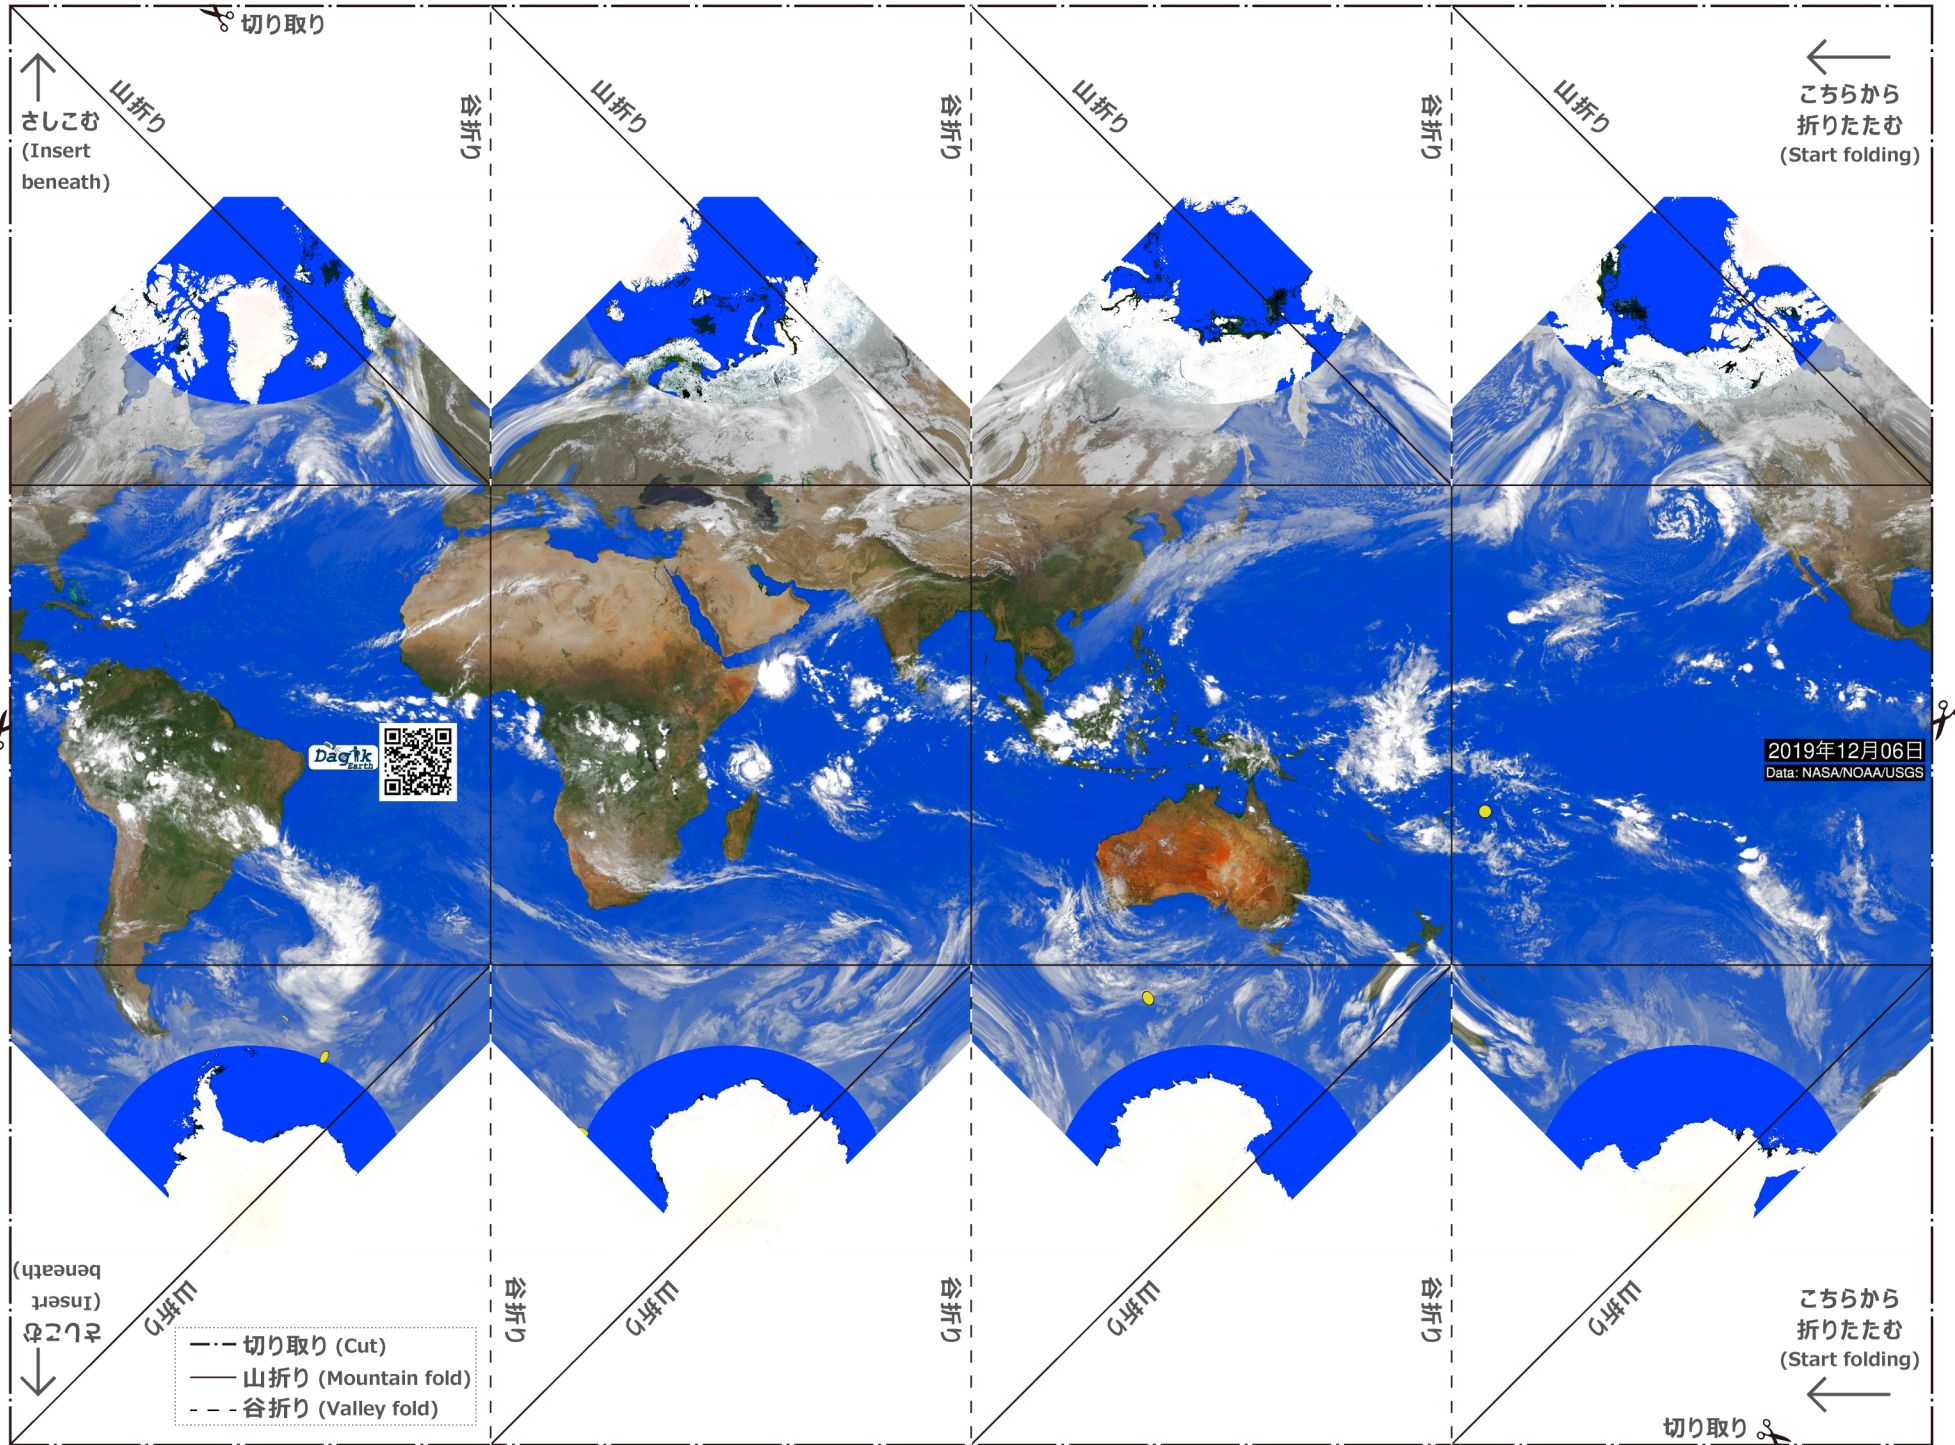 切り取り
さしこむ
(Insert
beneath)
山折り
谷折り
山折り
谷折り
山折り
谷折り
山折り
こちらから
折りたたむ
(Start folding)
Dagik
Earth
2019年12月06日
Data: NASA/NOAA/USGS
さしこむ
(Insert
beneath)
山折り
谷折り
山折り
谷折り
山折り
谷折り
山折り
こちらから
折りたたむ
(Start folding)
切り取り (Cut)
山折り (Mountain fold)
谷折り (Valley fold)
切り取り